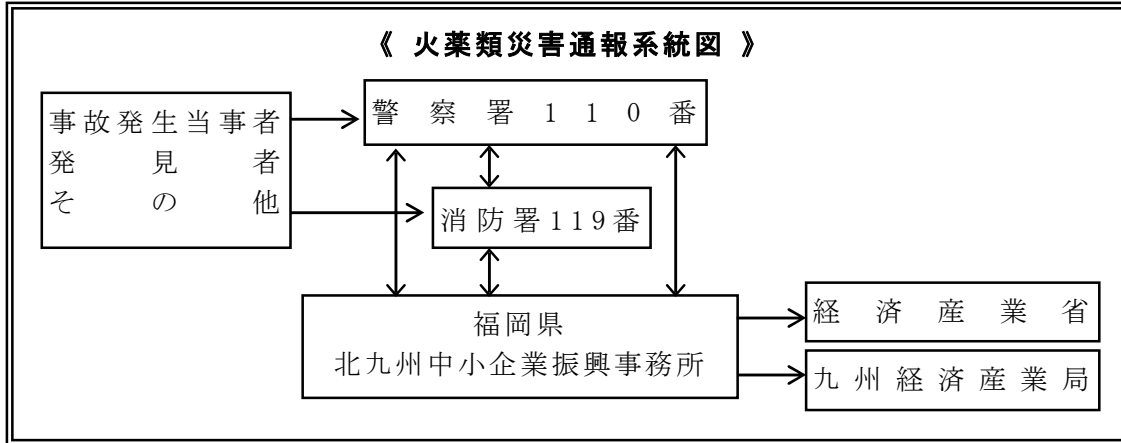 《 火薬類災害通報系統図 》
事故発生当事者
発見者
その他
警察署110番
消防署119番
福岡県
北九州中小企業振興事務所
経済産業省
九州経済産業局